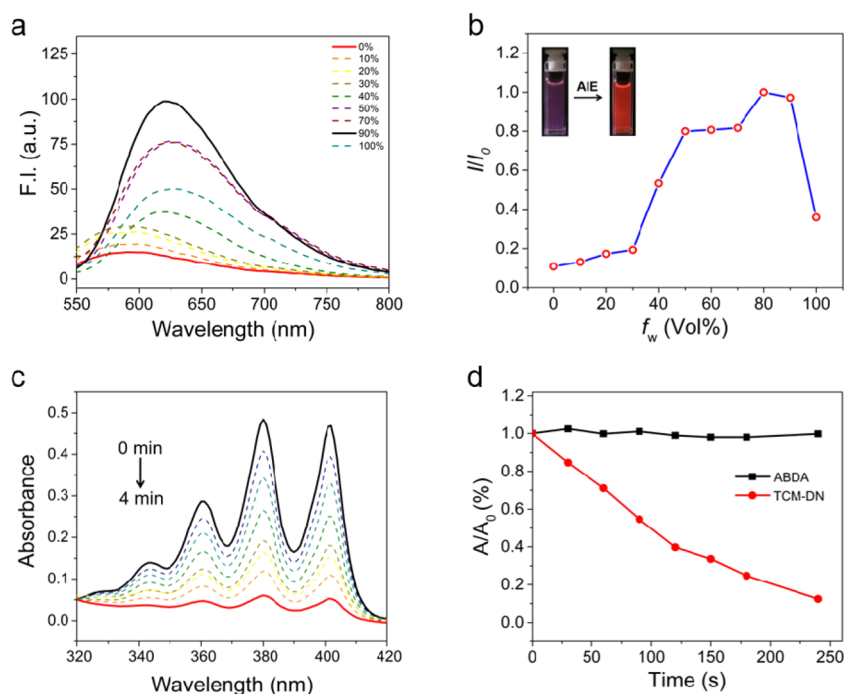 a
F.I. (a.u.)
125
100
75
50
25
0
550 600 650 700 750 800
Wavelength (nm)
0%
10%
20%
30%
40%
50%
70%
90%
100%
b
I/I0
1.2
1.0
0.8
0.6
0.4
0.2
0.0
0 20 40 60 80 100
fw (Vol%)
AIE
c
Absorbance
0.5
0.4
0.3
0.2
0.1
0.0
320 340 360 380 400 420
Wavelength (nm)
0 min
4 min
d
A/A0 (%)
1.2
1.0
0.8
0.6
0.4
0.2
0.0
0 50 100 150 200 250
Time (s)
ABDA
TCM-DN